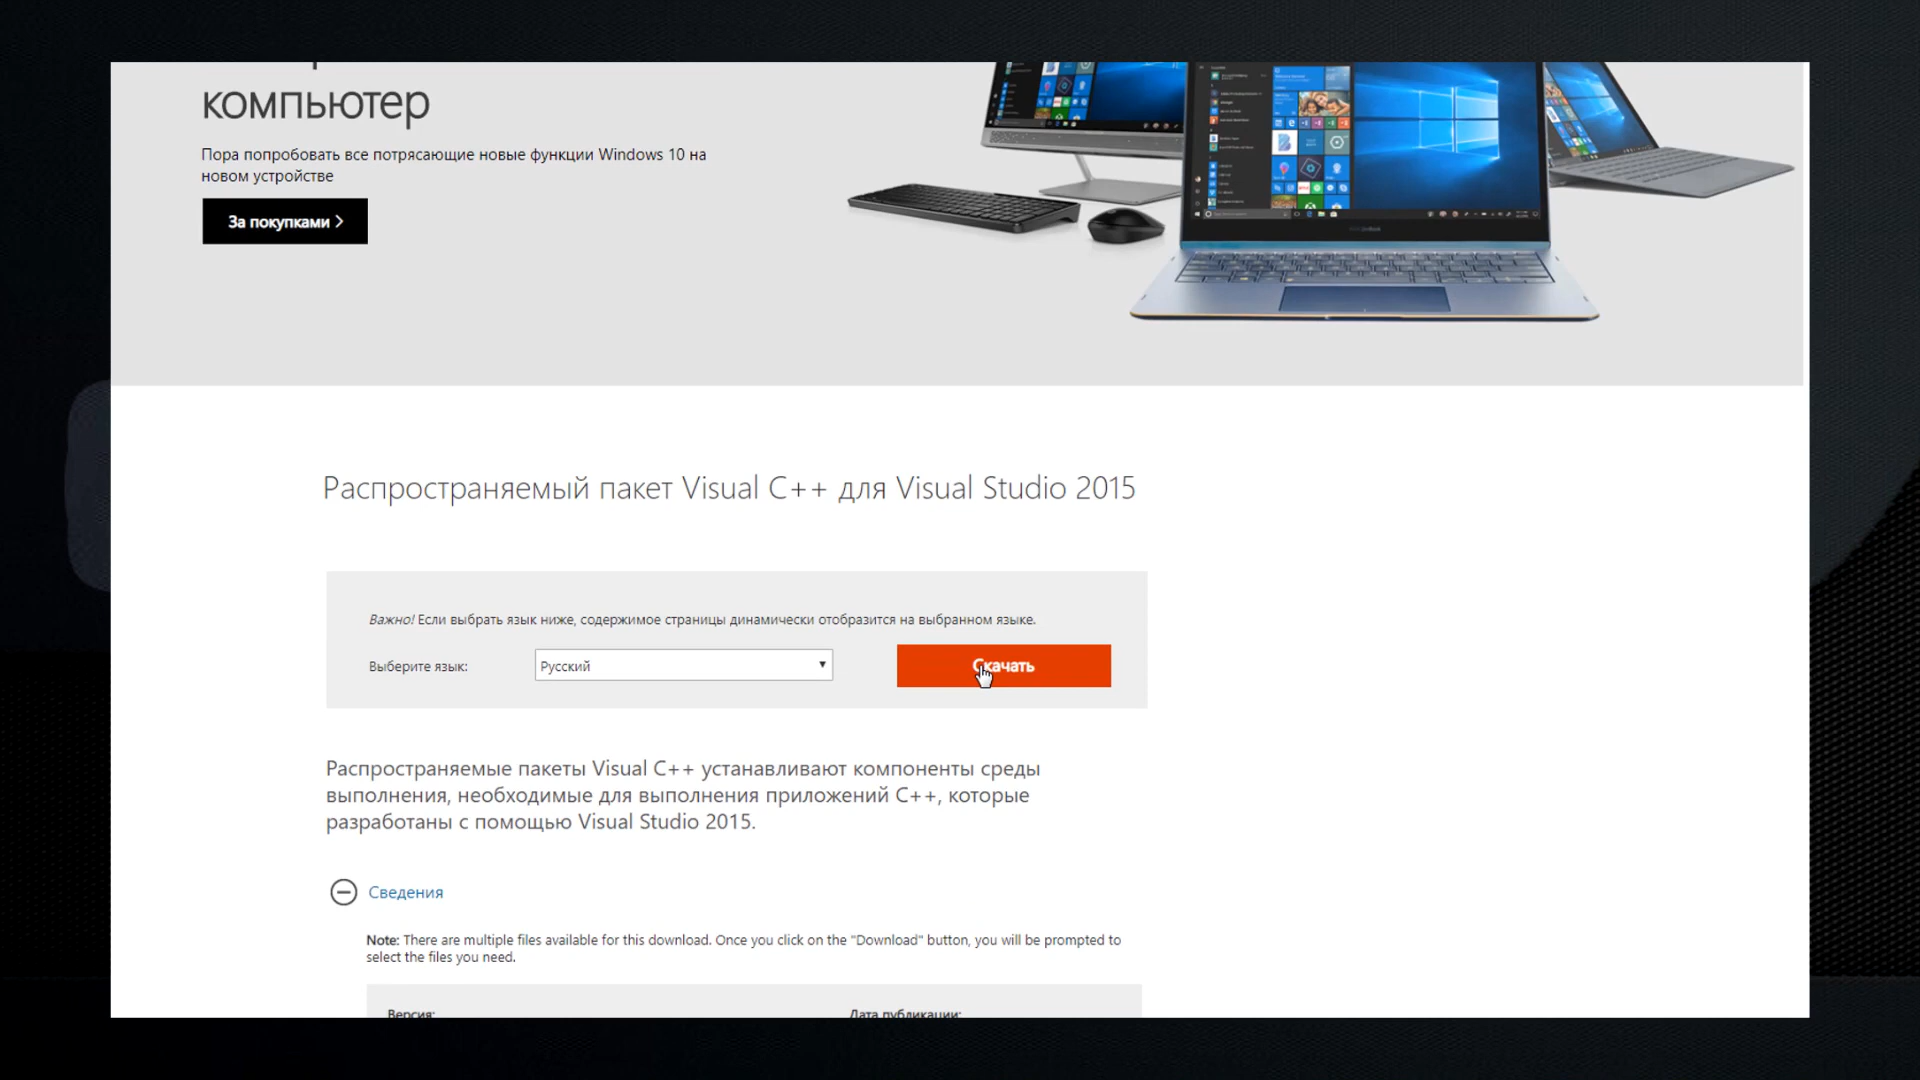 компьютер
Пора попробовать все потрясающие новые функции Windows 10 на
новом устройстве
За покупками >
Распространяемый пакет Visual C++ для Visual Studio 2015
Важно! Если выбрать язык ниже, содержимое страницы динамически отобразится на выбранном языке.
Выберите язык:
Русский
Скачать
Распространяемые пакеты Visual C++ устанавливают компоненты среды
выполнения, необходимые для выполнения приложений C++, которые
разработаны с помощью Visual Studio 2015.
Сведения
Note: There are multiple files available for this download. Once you click on the "Download" button, you will be prompted to
select the files you need.
Версия:
Дата публикации: